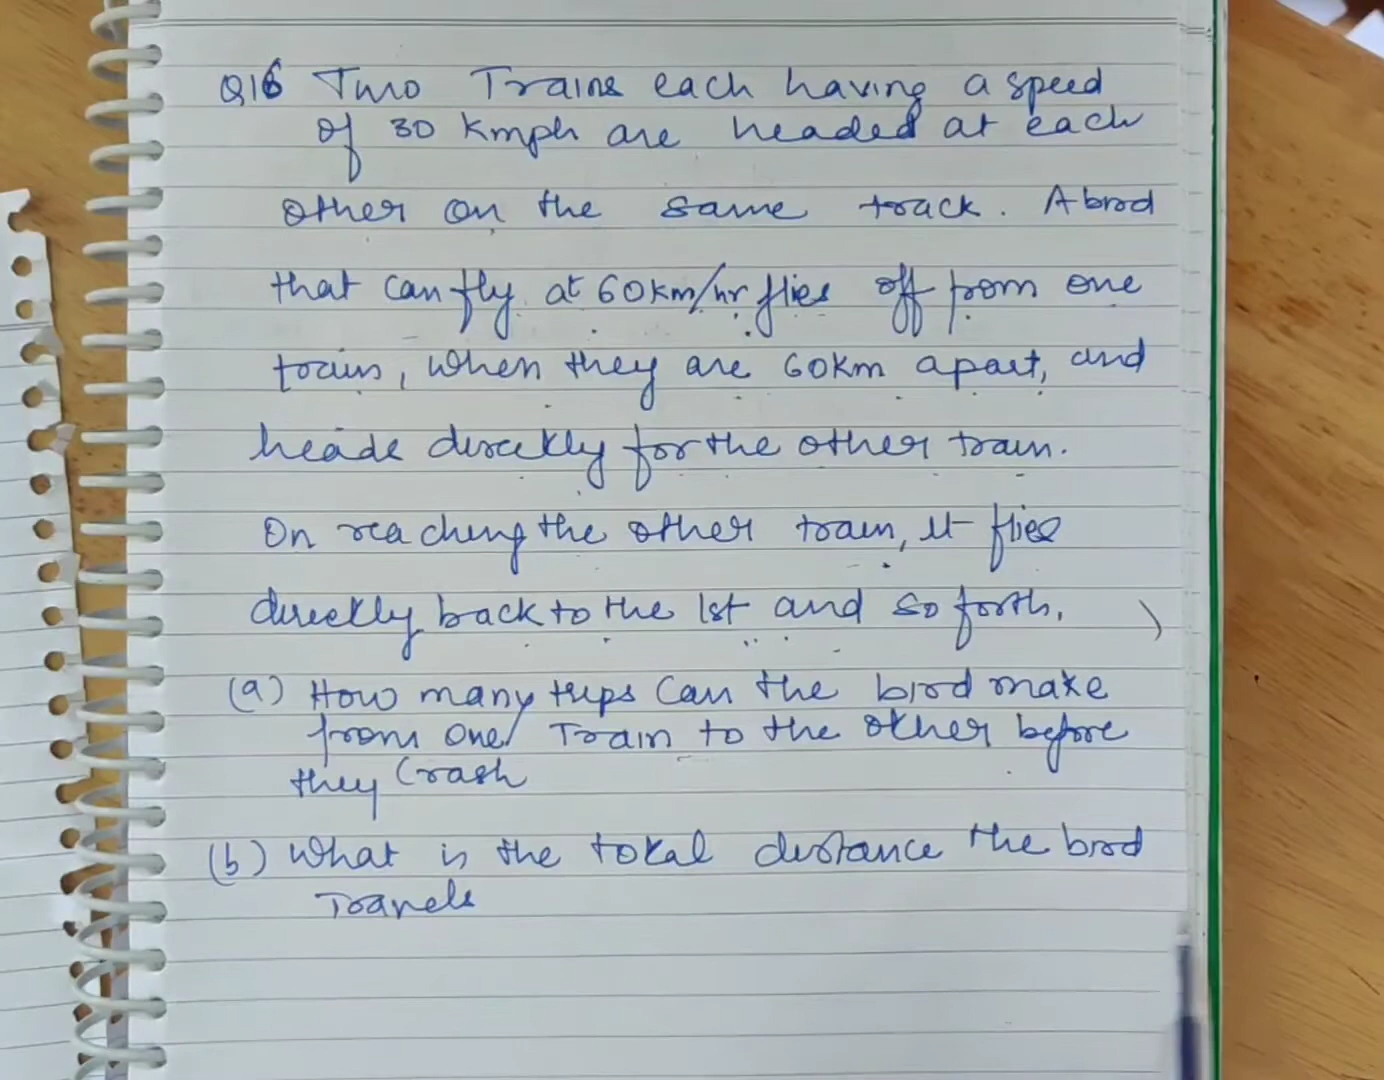 Q16 Two Trains each having a speed
of 30 kmph are headed at each
other on the same track. A bird
that can fly at 60km/hr flies off from one
train, when they are 60km apart, and
heads directly for the other train.
On reaching the other train, it flies
directly back to the 1st and so forth.
(a) How many trips can the bird make
from one Train to the other before
they Crash
(b) What is the total distance the bird
Travels